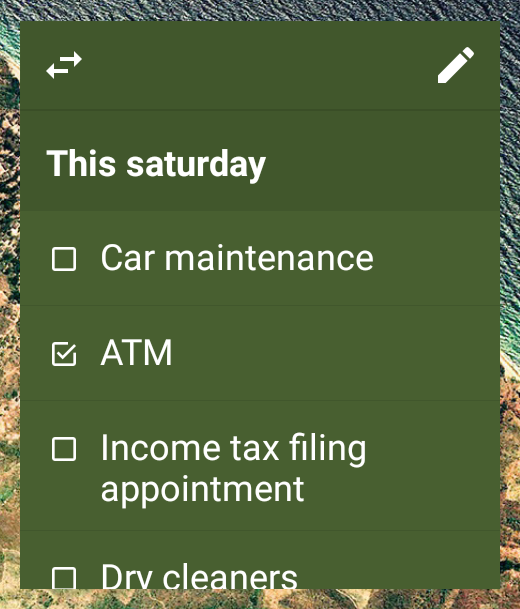 This saturday
Car maintenance
ATM
Income tax filing
appointment
Dry cleaners